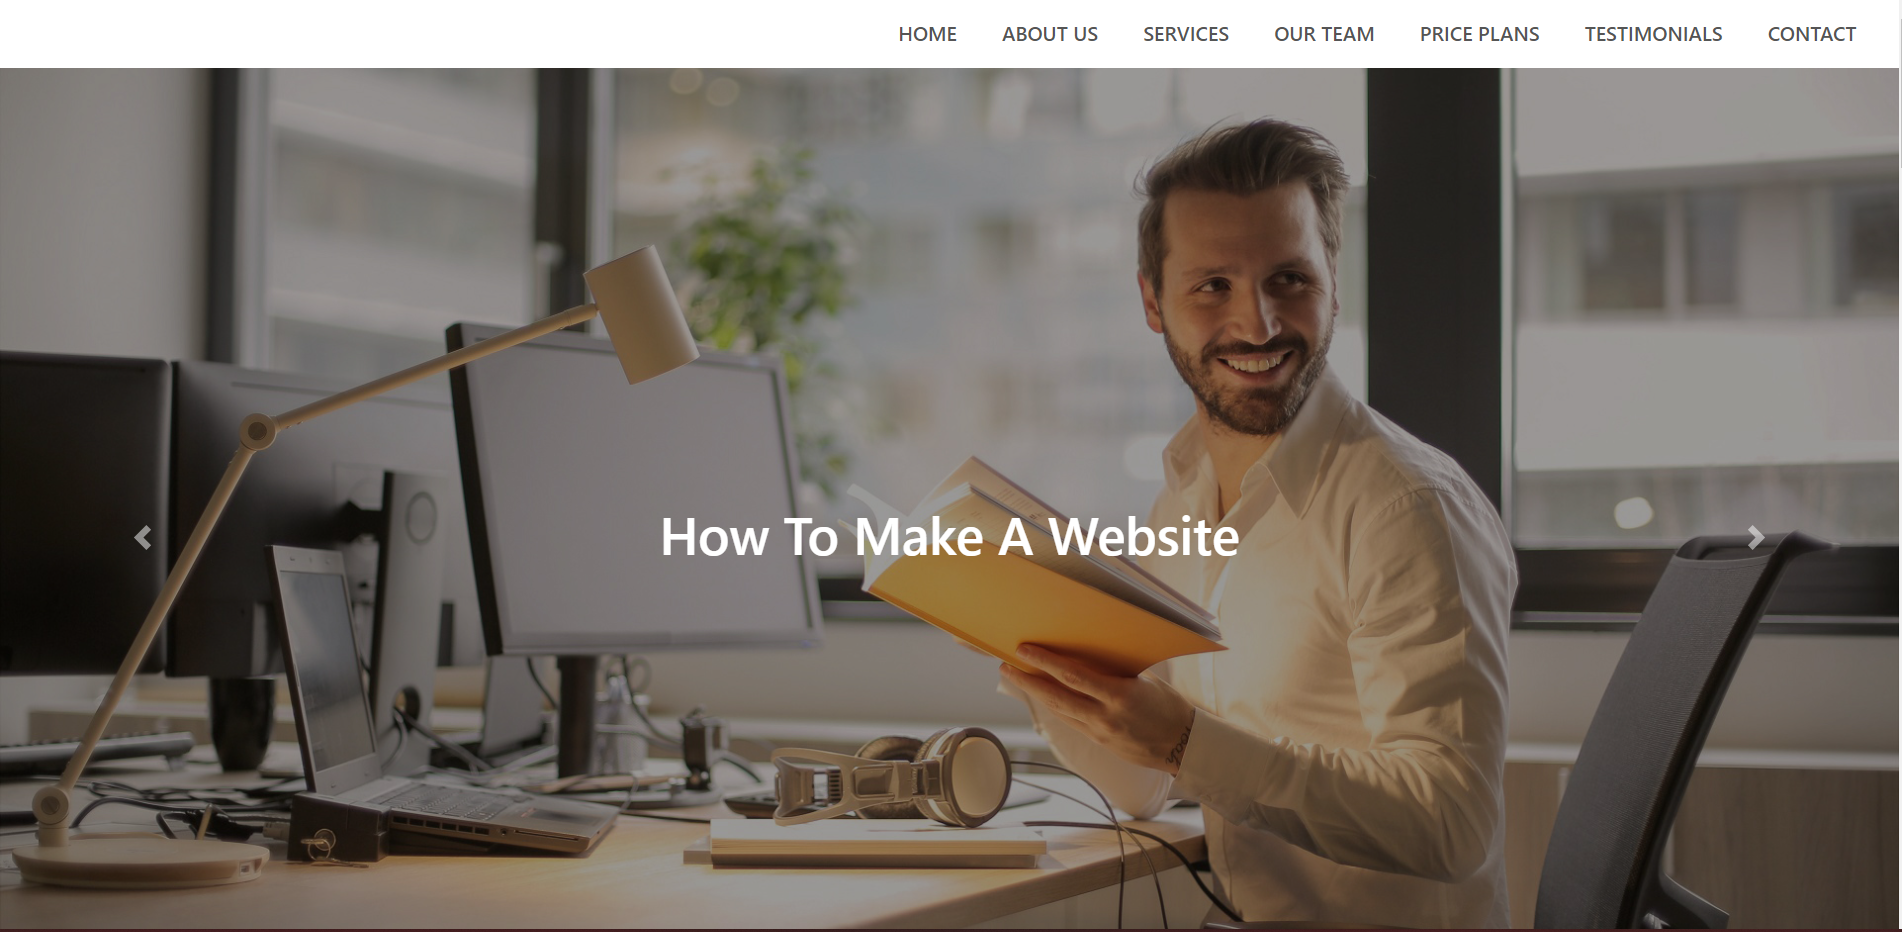 HOME ABOUT US SERVICES OUR TEAM PRICE PLANS TESTIMONIALS CONTACT
How To Make A Website